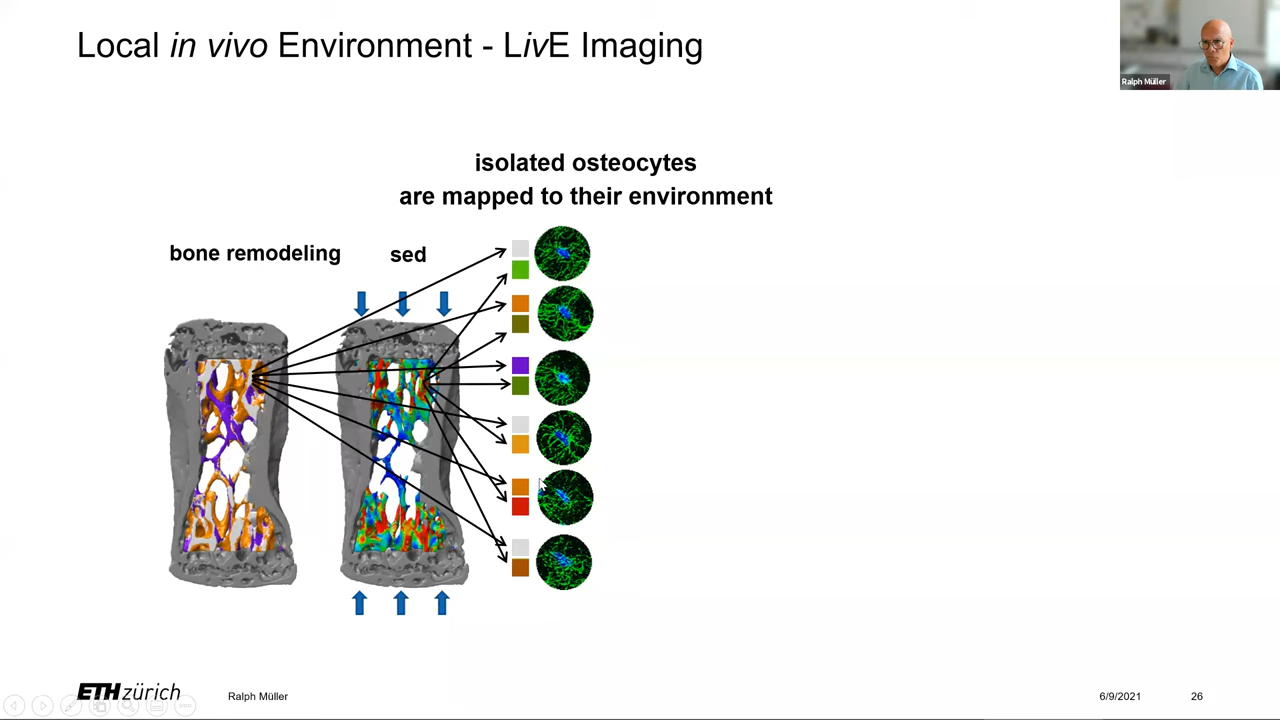 Local in vivo Environment - LivE Imaging
Ralph Müller
isolated osteocytes
are mapped to their environment
bone remodeling
sed
ETH zürich
Ralph Müller
6/9/2021
26